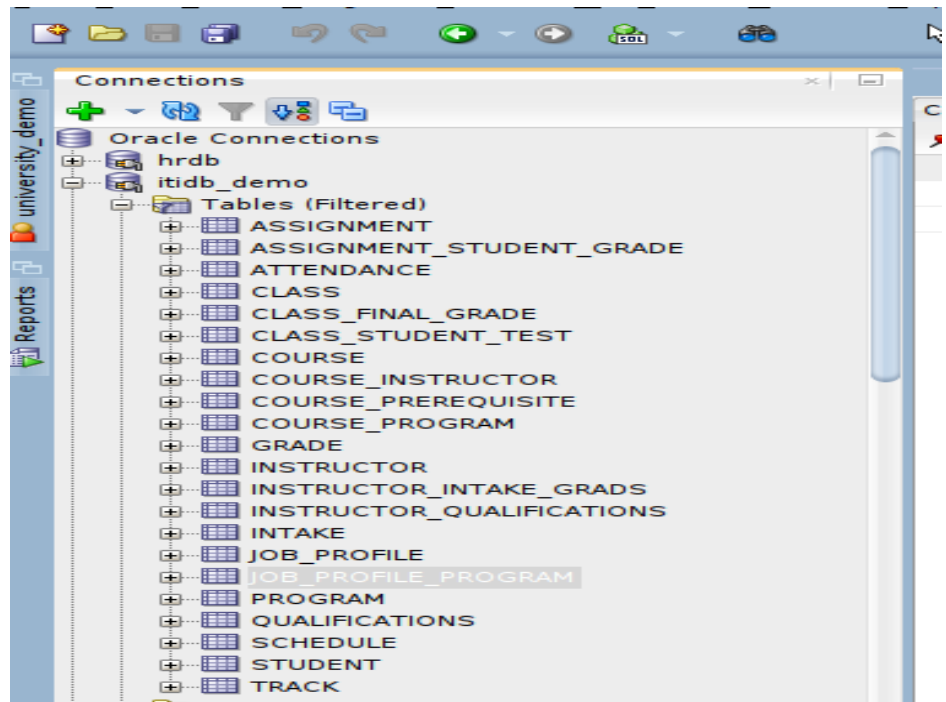 SQL
Connections
university_demo
Reports
Oracle Connections
hrdb
itidb_demo
Tables (Filtered)
ASSIGNMENT
ASSIGNMENT_STUDENT_GRADE
ATTENDANCE
CLASS
CLASS_FINAL_GRADE
CLASS_STUDENT_TEST
COURSE
COURSE_INSTRUCTOR
COURSE_PREREQUISITE
COURSE_PROGRAM
GRADE
INSTRUCTOR
INSTRUCTOR_INTAKE_GRADS
INSTRUCTOR_QUALIFICATIONS
INTAKE
JOB_PROFILE
JOB_PROFILE_PROGRAM
PROGRAM
QUALIFICATIONS
SCHEDULE
STUDENT
TRACK